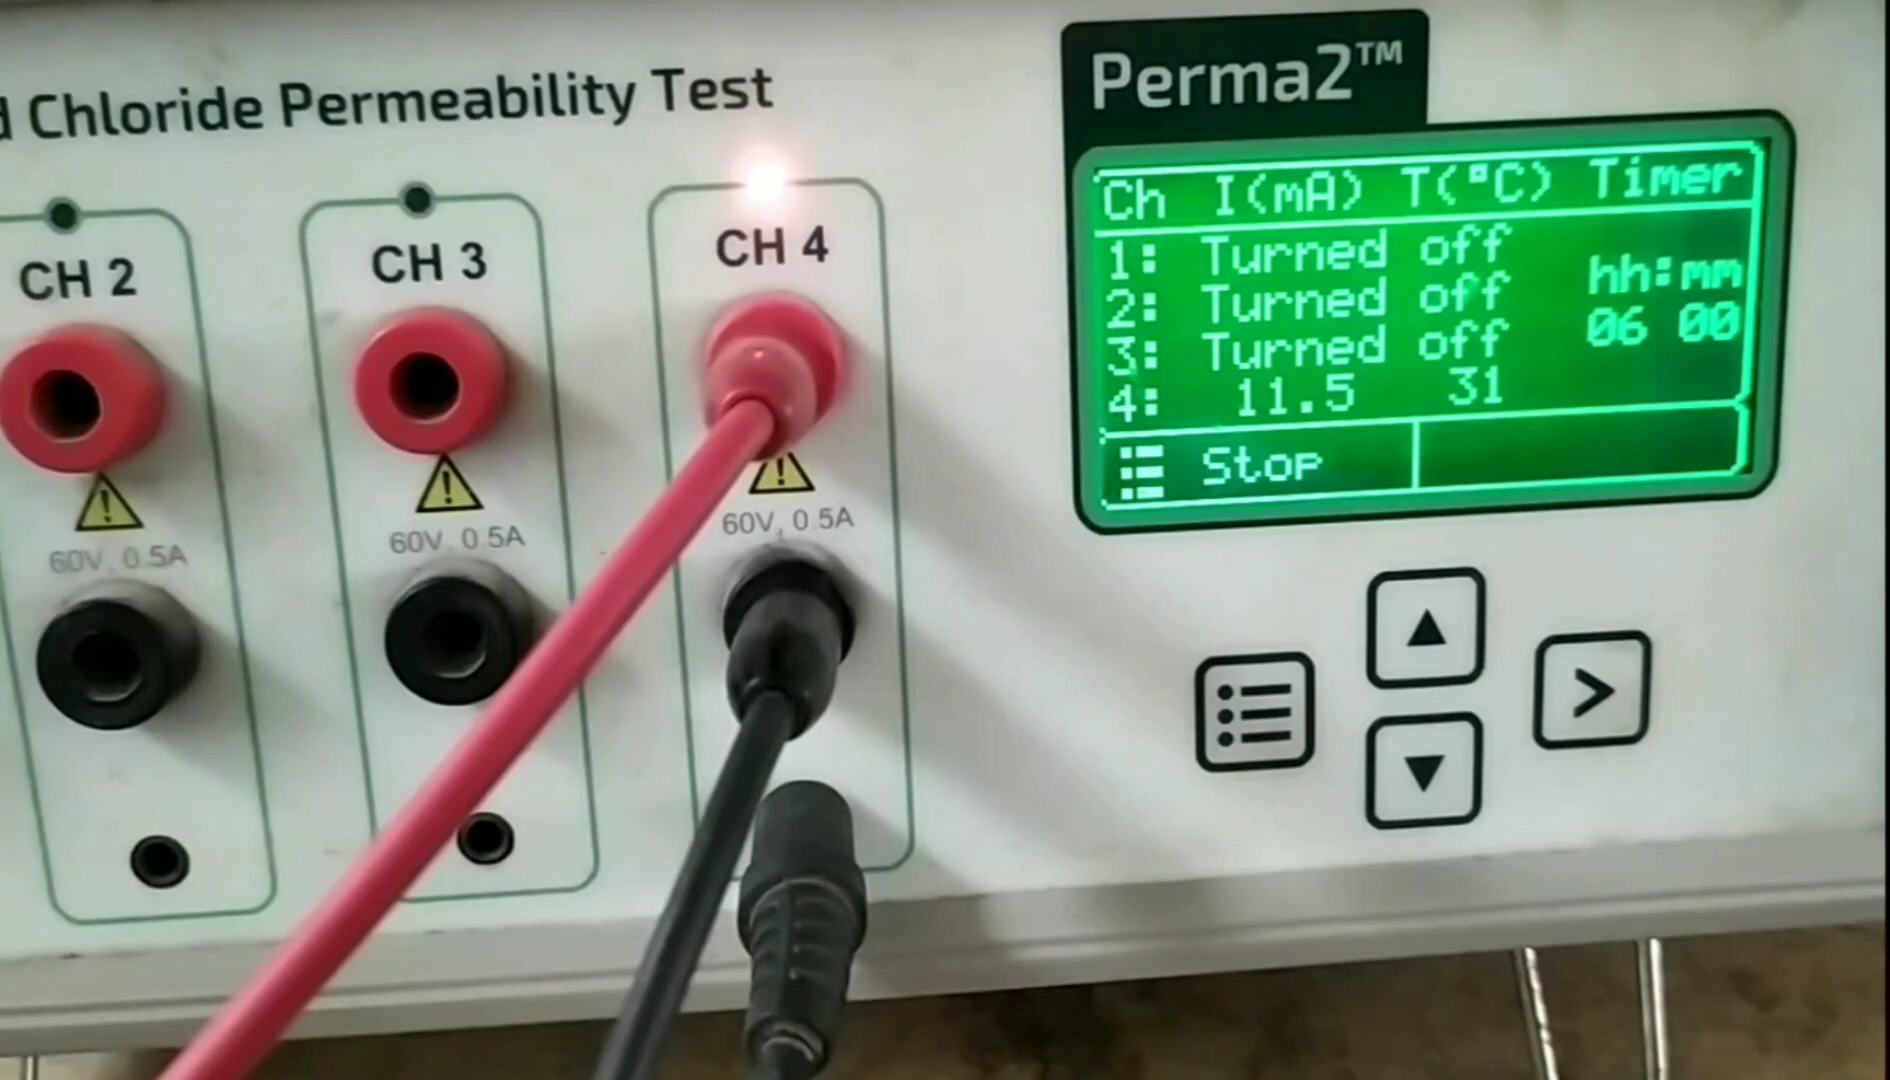 Chloride Permeability Test
Perma2™
CH 2
CH 3
CH 4
60V, 0.5A
60V, 0.5A
60V, 0.5A
Ch I(mA) T(°C) Timer
1: Turned off
2: Turned off
3: Turned off
4: 11.5 31
hh:mm
06 00
Stop